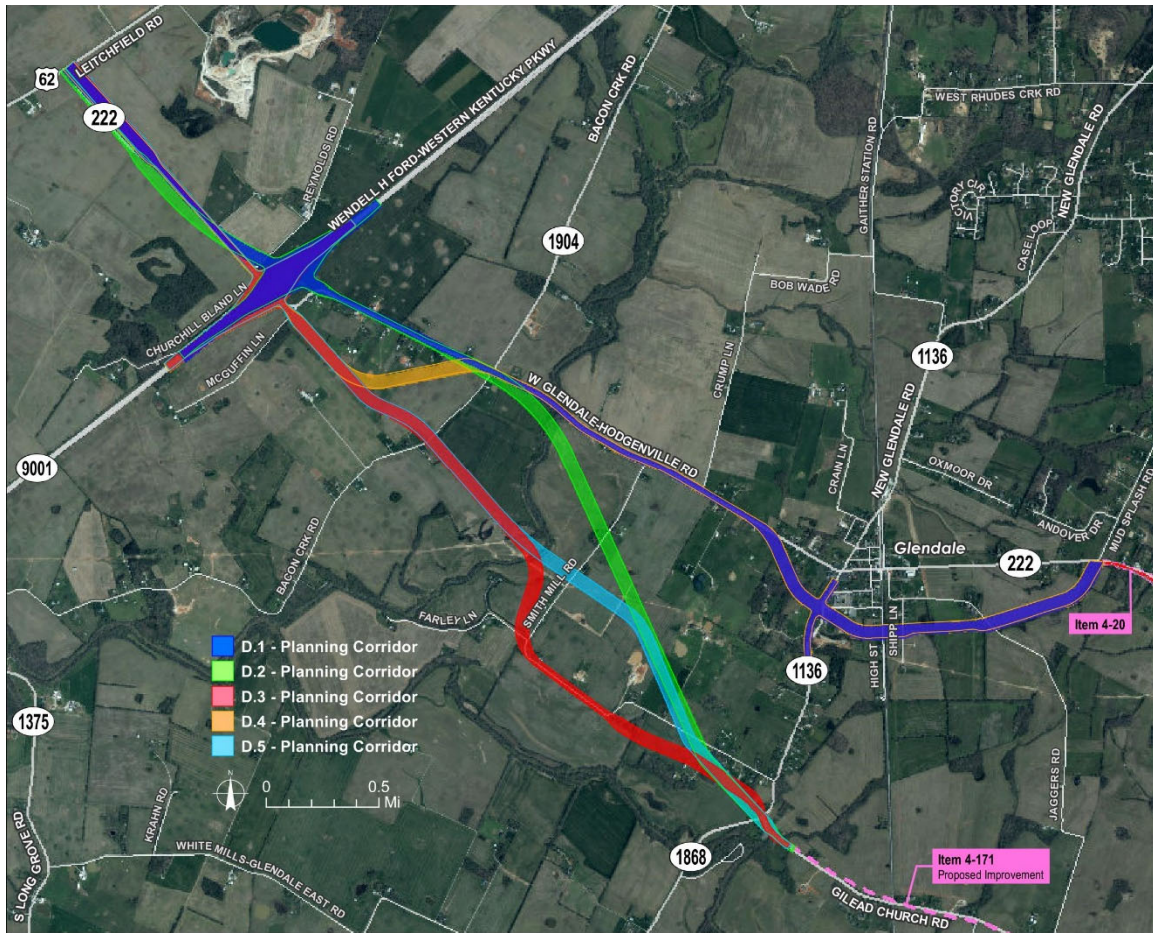 LEITCHFIELD RD
62
222
REYNOLDS RD
WENDELL H FORD-WESTERN KENTUCKY PKWY
BACON CRK RD
WEST RHUDES CRK RD
GAITHER STATION RD
NEW GLENDALE RD
VICTORY CIR
CASE LOOP
1904
BOB WADE RD
CHURCHILL BLAND LN
MCGUFFIN LN
CRUMP LN
1136
W GLENDALE-HODGENVILLE RD
NEW GLENDALE RD
CRAIN LN
9001
OXMOOR DR
ANDOVER DR
MUD SPLASH RD
Glendale
222
BACON CRK RD
SMITH MILL RD
FARLEY LN
Item 4-20
HIGH ST
SHIPP LN
1136
D.1 - Planning Corridor
D.2 - Planning Corridor
D.3 - Planning Corridor
D.4 - Planning Corridor
D.5 - Planning Corridor
1375
N
0 0.5
Mi
KRAHN RD
JAGGERS RD
S LONG GROVE RD
WHITE MILLS-GLENDALE EAST RD
1868
Item 4-171
Proposed Improvement
GILEAD CHURCH RD